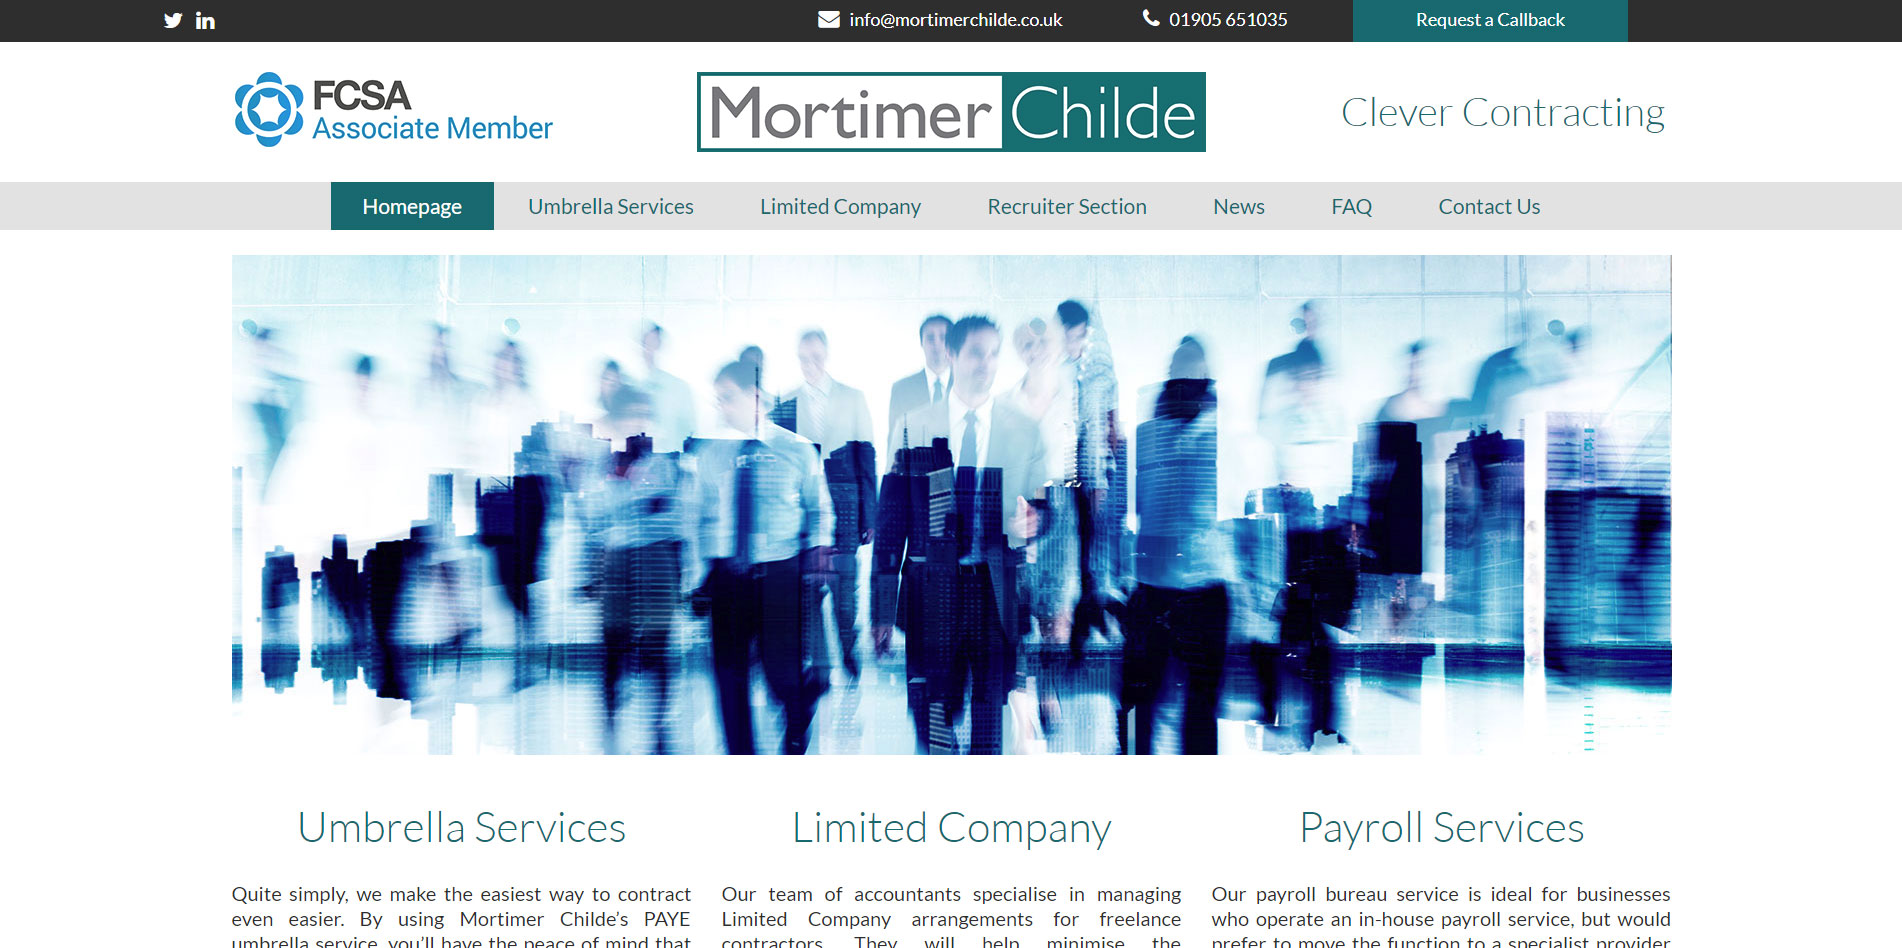 info@mortimerchilde.co.uk 01905 651035 Request a Callback
FCSA
Associate Member
Mortimer Childe
Clever Contracting
Homepage Umbrella Services Limited Company Recruiter Section News FAQ Contact Us
Umbrella Services
Quite simply, we make the easiest way to contract
even easier. By using Mortimer Childe’s PAYE
umbrella service, you’ll have the peace of mind that
Limited Company
Our team of accountants specialise in managing
Limited Company arrangements for freelance
contractors. They will help minimise the
Payroll Services
Our payroll bureau service is ideal for businesses
who operate an in-house payroll service, but would
prefer to move the function to a specialist provider